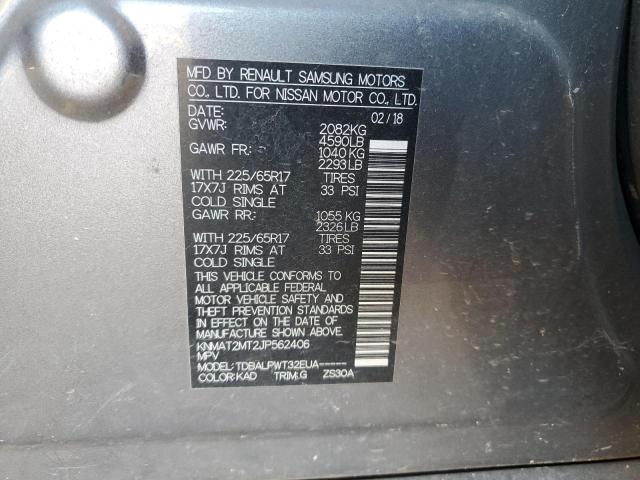 MFD BY RENAULT SAMSUNG MOTORS
CO., LTD. FOR NISSAN MOTOR CO., LTD.
DATE: 02/18
GVWR: 2082KG
4590LB
GAWR FR: 1040 KG
2293 LB
WITH 225/65R17 TIRES
17X7J RIMS AT 33 PSI
COLD SINGLE
GAWR RR: 1055 KG
2326 LB
WITH 225/65R17 TIRES
17X7J RIMS AT 33 PSI
COLD SINGLE
THIS VEHICLE CONFORMS TO
ALL APPLICABLE FEDERAL
MOTOR VEHICLE SAFETY AND
THEFT PREVENTION STANDARDS
IN EFFECT ON THE DATE OF
MANUFACTURE SHOWN ABOVE.
KNMAT2MT2JP562406
MPV
MODEL: TDBALPWT32EUA-----
COLOR: KAD TRIM: G ZS30A